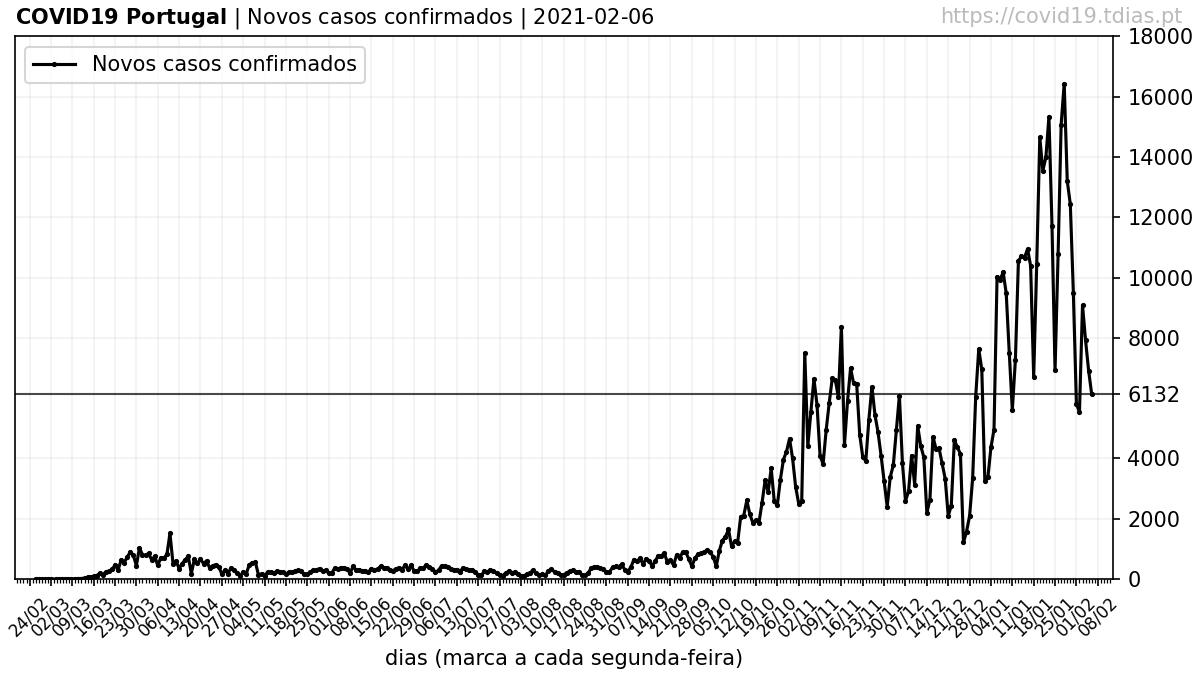 COVID19 Portugal | Novos casos confirmados | 2021-02-06
https://covid19.tdias.pt
Novos casos confirmados
18000
16000
14000
12000
10000
8000
6132
4000
2000
0
24/02 02/03 09/03 16/03 23/03 30/03 06/04 13/04 20/04 27/04 04/05 11/05 18/05 25/05 01/06 08/06 15/06 22/06 29/06 06/07 13/07 20/07 27/07 03/08 10/08 17/08 24/08 31/08 07/09 14/09 21/09 28/09 05/10 12/10 19/10 26/10 02/11 09/11 16/11 23/11 30/11 07/12 14/12 21/12 28/12 04/01 11/01 18/01 25/01 01/02 08/02
dias (marca a cada segunda-feira)